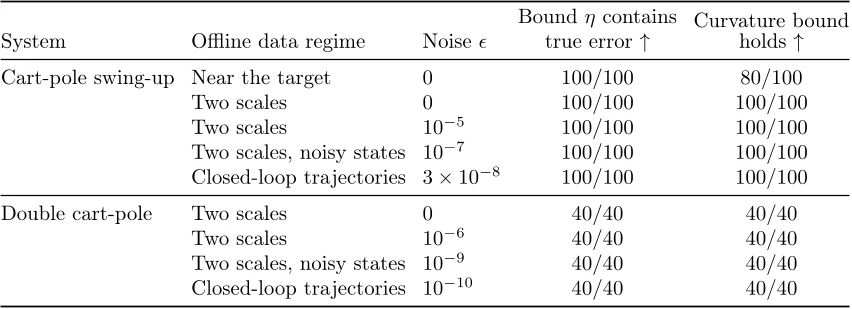 System Offline data regime Noise ϵ Bound η contains true error ↑ Curvature bound holds ↑
Cart-pole swing-up Near the target 0 100/100 80/100
Two scales 0 100/100 100/100
Two scales 10⁻⁵ 100/100 100/100
Two scales, noisy states 10⁻⁷ 100/100 100/100
Closed-loop trajectories 3 × 10⁻⁸ 100/100 100/100
Double cart-pole Two scales 0 40/40 40/40
Two scales 10⁻⁶ 40/40 40/40
Two scales, noisy states 10⁻⁹ 40/40 40/40
Closed-loop trajectories 10⁻¹⁰ 40/40 40/40